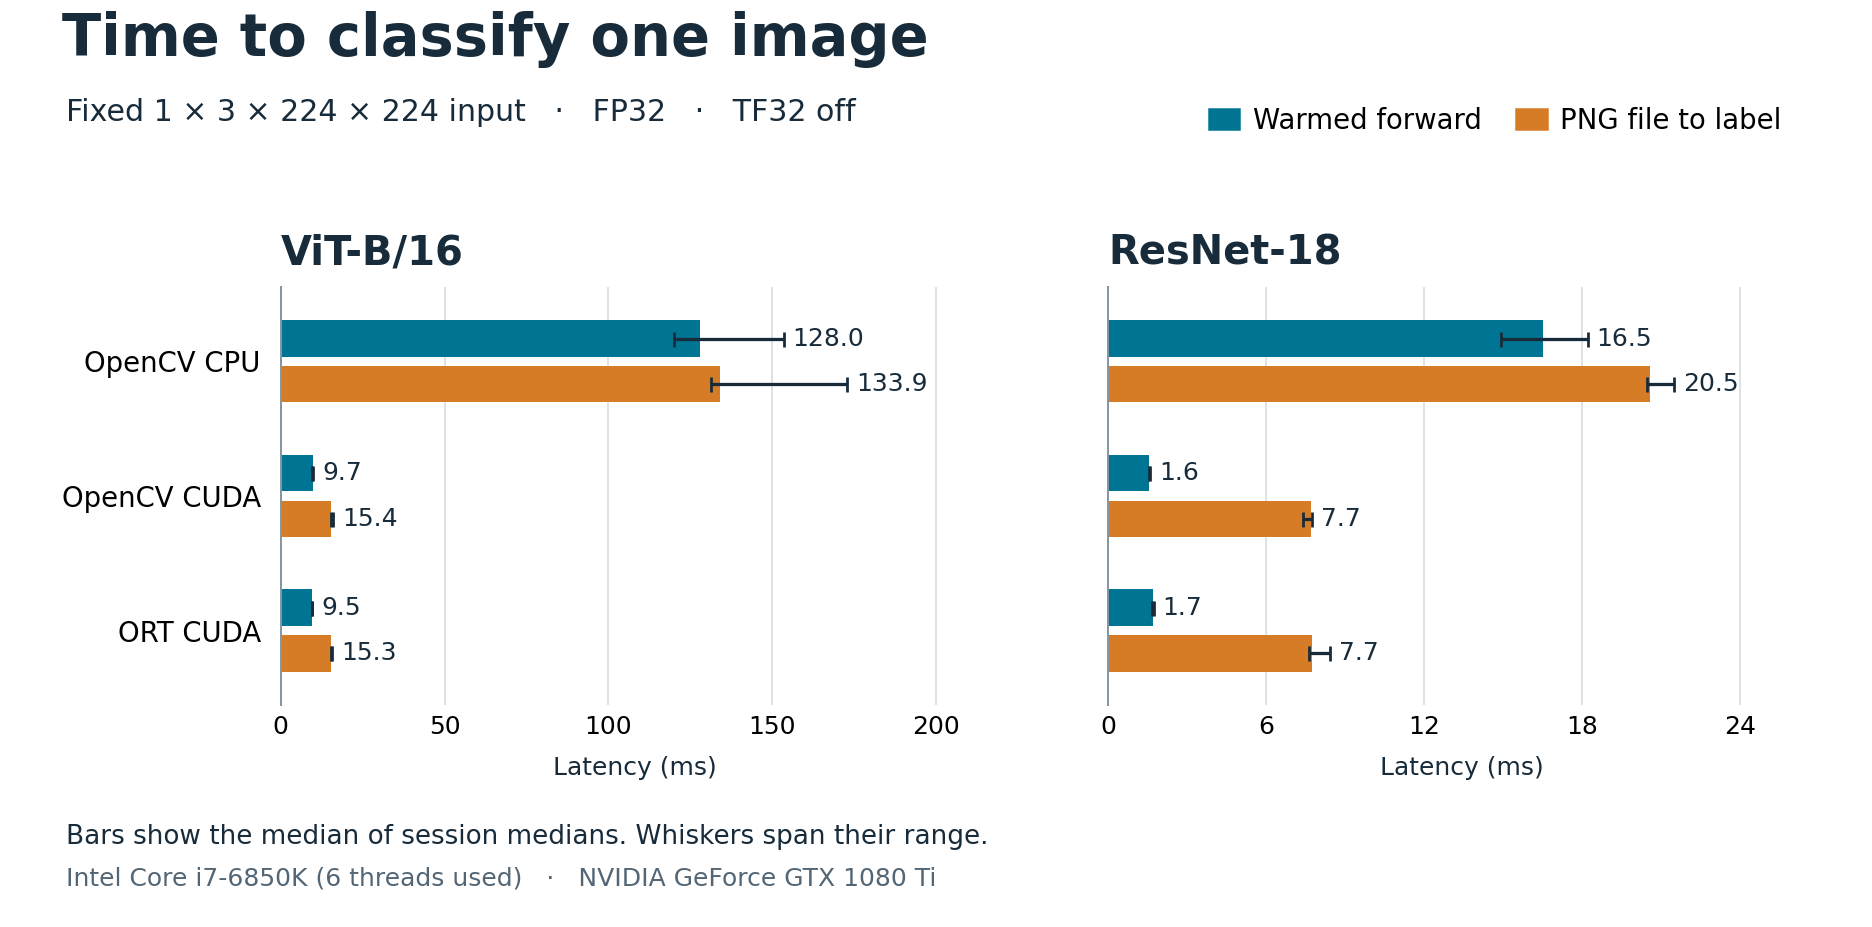 Time to classify one image
Fixed 1 × 3 × 224 × 224 input · FP32 · TF32 off
Warmed forward PNG file to label
ViT-B/16
OpenCV CPU
128.0
133.9
OpenCV CUDA
9.7
15.4
ORT CUDA
9.5
15.3
0 50 100 150 200
Latency (ms)
ResNet-18
16.5
20.5
1.6
7.7
1.7
7.7
0 6 12 18 24
Latency (ms)
Bars show the median of session medians. Whiskers span their range.
Intel Core i7-6850K (6 threads used) · NVIDIA GeForce GTX 1080 Ti